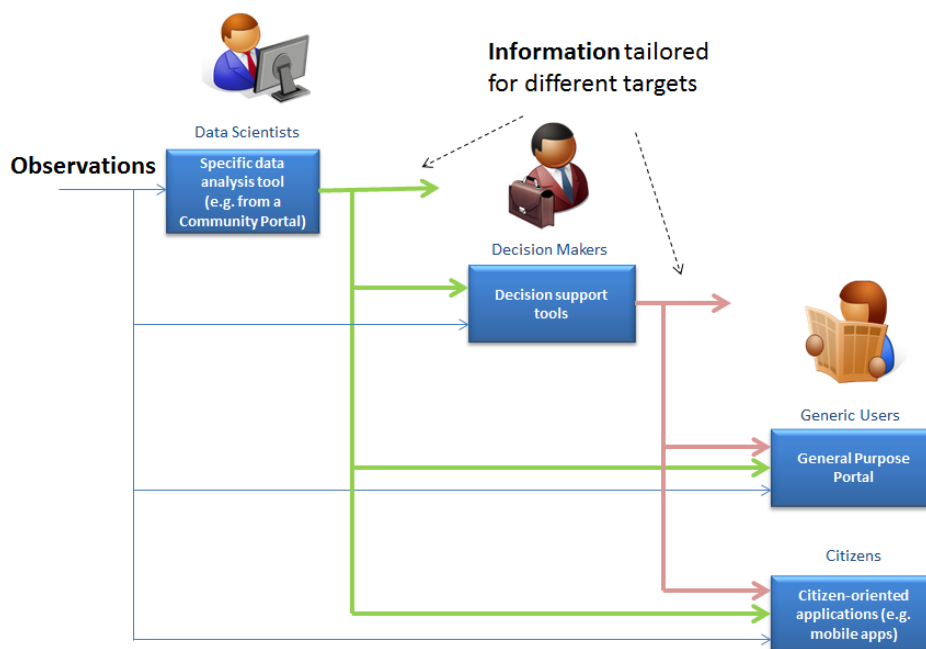 Information tailored
for different targets
Data Scientists
Observations
Specific data
analysis tool
(e.g. from a
Community Portal)
Decision Makers
Decision support
tools
Generic Users
General Purpose
Portal
Citizens
Citizen-oriented
applications (e.g.
mobile apps)